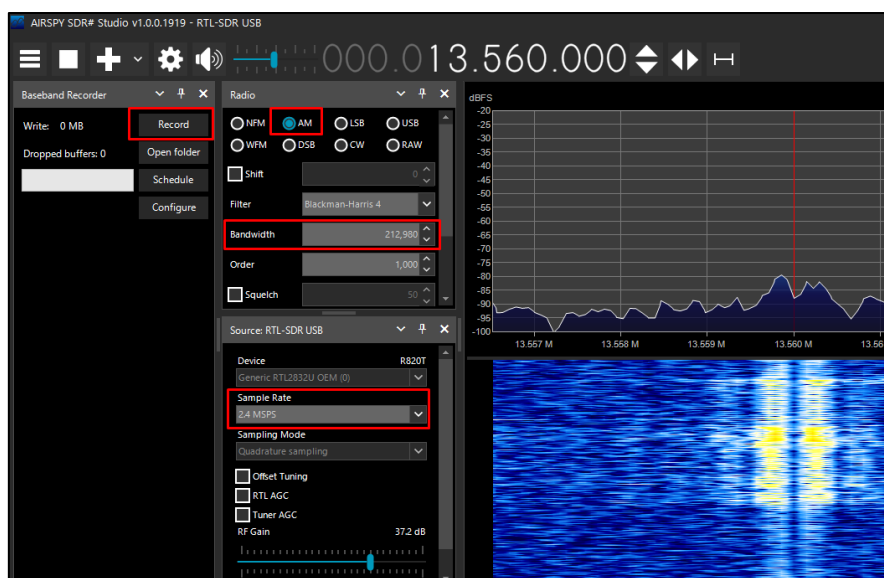 AIRSPY SDR# Studio v1.0.0.1919 - RTL-SDR USB
000.013.560.000
Baseband Recorder
Write: 0 MB
Record
Dropped buffers: 0
Open folder
Schedule
Configure
Radio
NFM AM LSB USB
WFM DSB CW RAW
Shift 0
Filter Blackman-Harris 4
Bandwidth 212,980
Order 1,000
Squelch 50
Source: RTL-SDR USB
Device R820T
Generic RTL2832U OEM (0)
Sample Rate
2.4 MSPS
Sampling Mode
Quadrature sampling
Offset Tuning
RTL AGC
Tuner AGC
RF Gain 37.2 dB
dBFS
-20
-25
-30
-35
-40
-45
-50
-55
-60
-65
-70
-75
-80
-85
-90
-95
-100
13.557 M 13.558 M 13.559 M 13.560 M 13.56